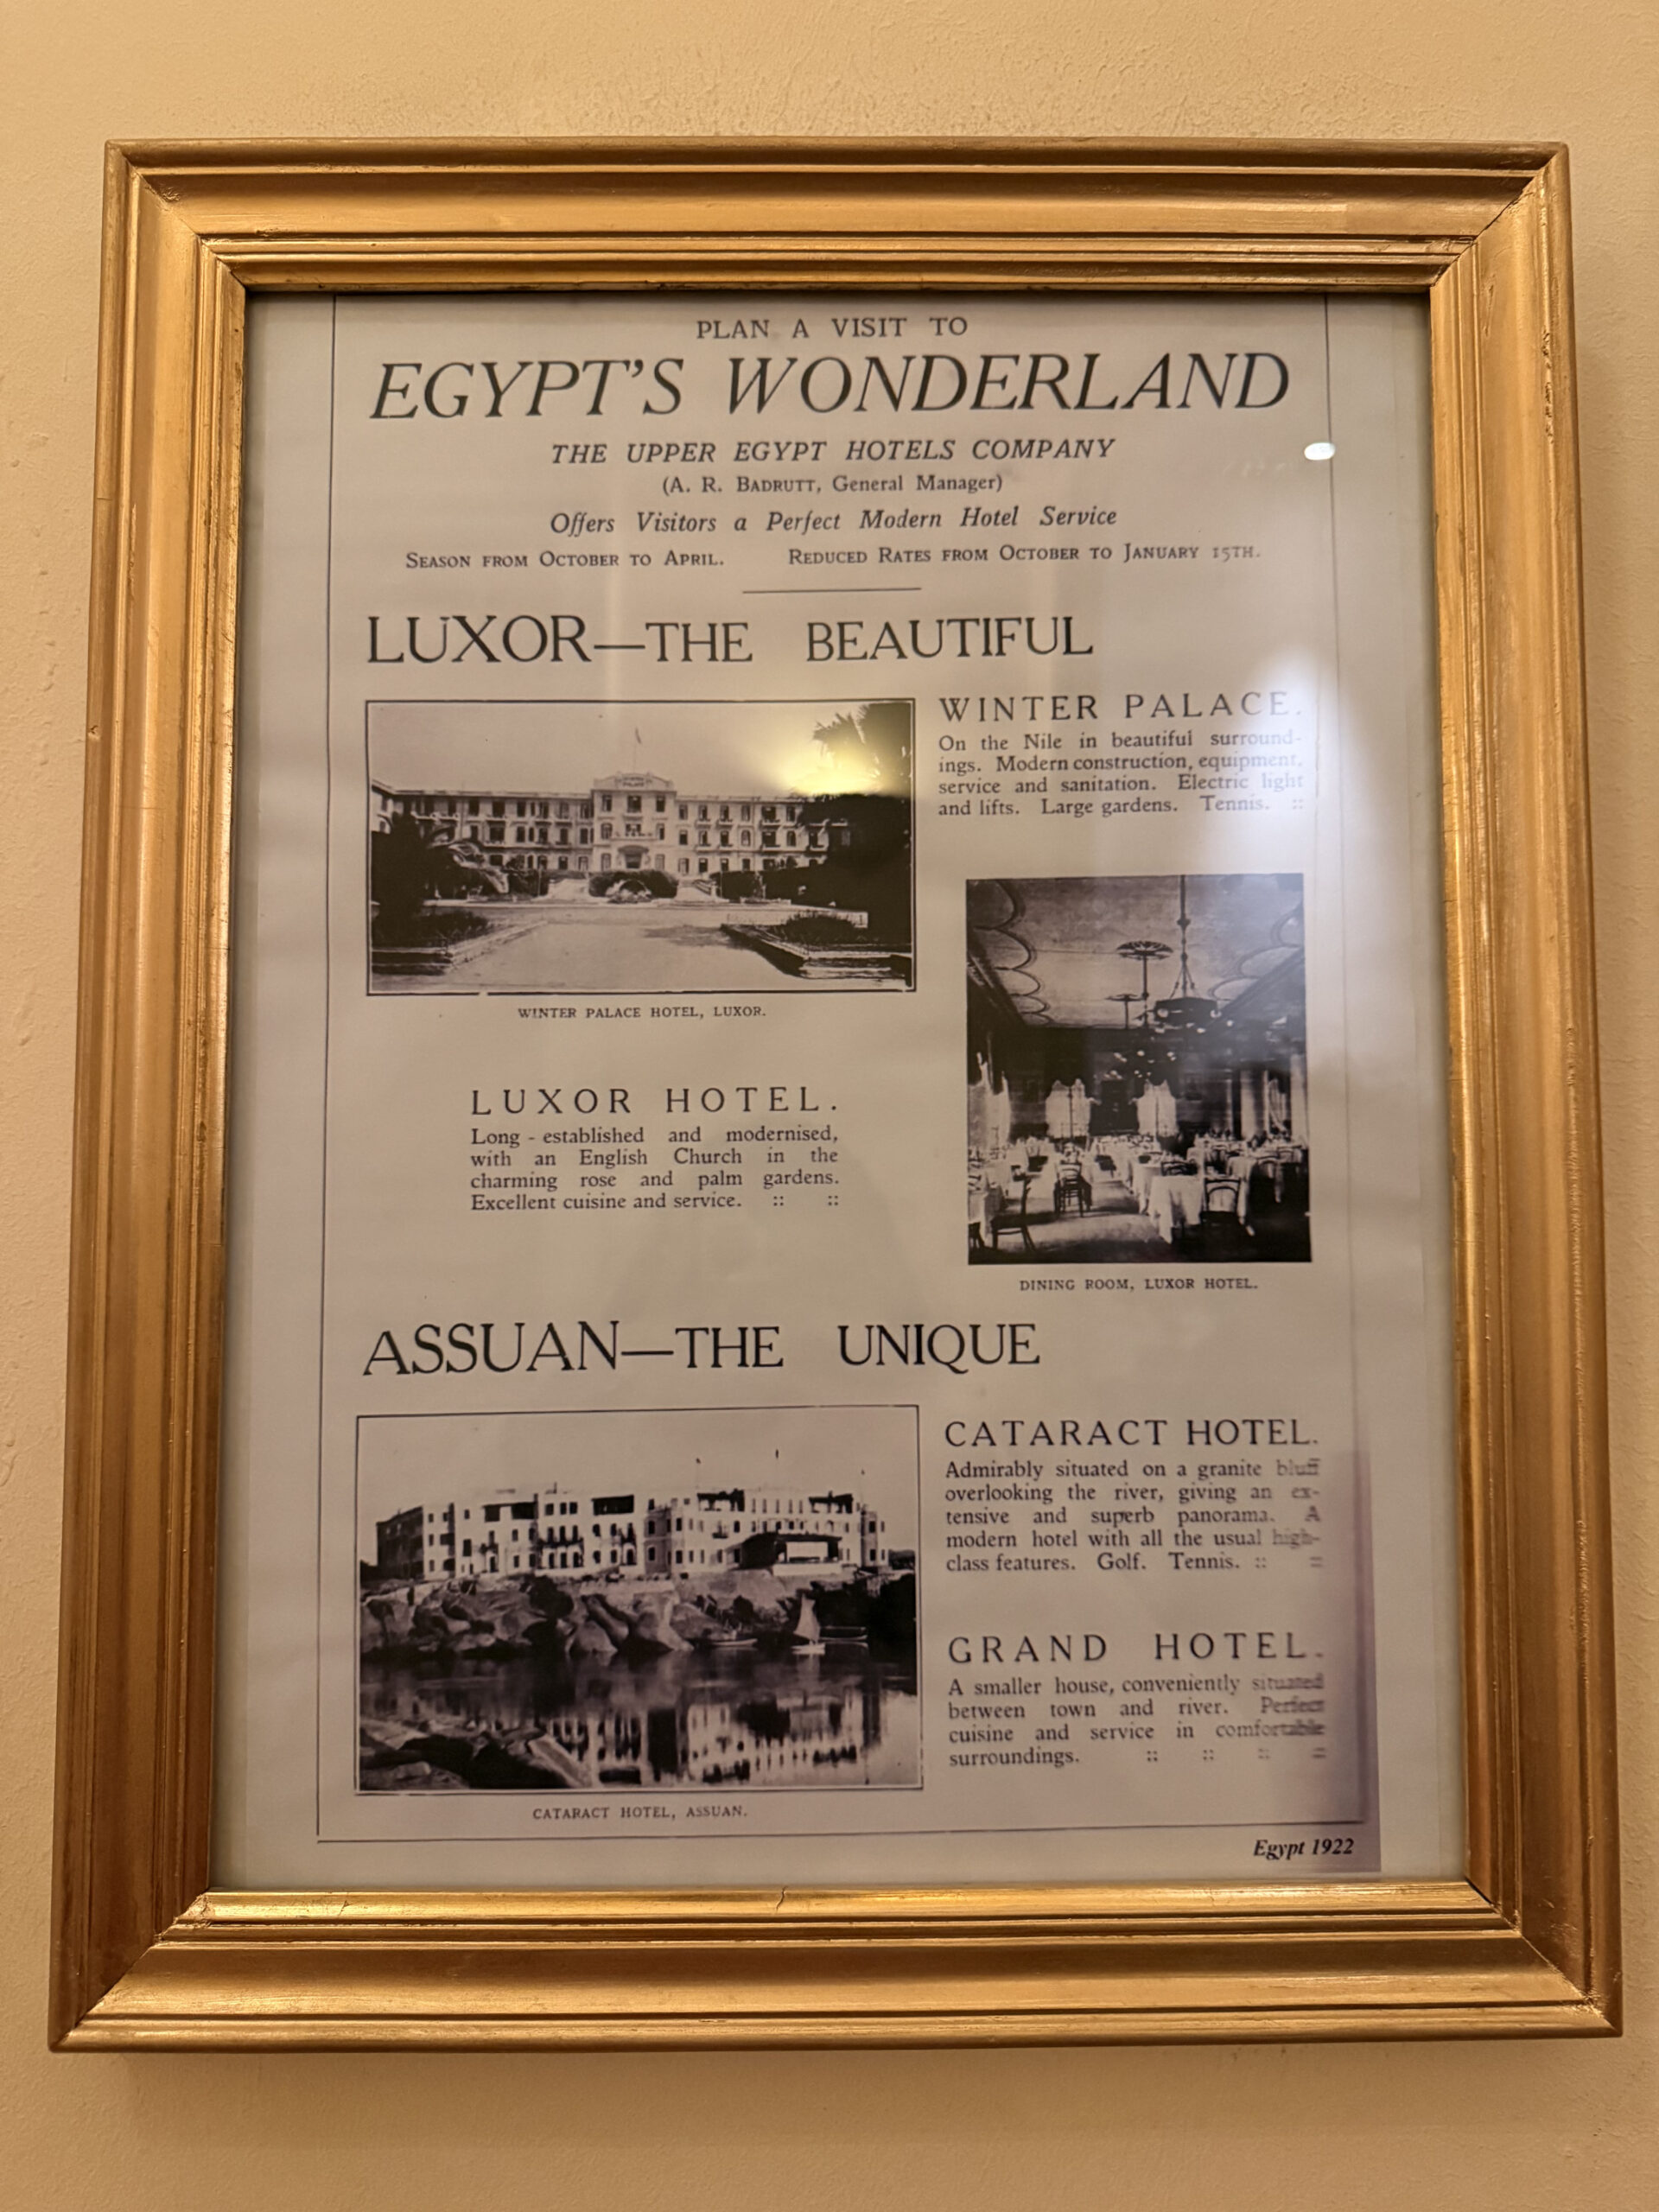 PLAN A VISIT TO
EGYPT'S WONDERLAND
THE UPPER EGYPT HOTELS COMPANY
(A. R. BADRUTT, General Manager)
Offers Visitors a Perfect Modern Hotel Service
SEASON FROM OCTOBER TO APRIL. REDUCED RATES FROM OCTOBER TO JANUARY 15TH.
LUXOR—THE BEAUTIFUL
WINTER PALACE.
On the Nile in beautiful surround-
ings. Modern construction, equipment,
service and sanitation. Electric light
and lifts. Large gardens. Tennis. ::
WINTER PALACE HOTEL, LUXOR.
LUXOR HOTEL.
Long - established and modernised,
with an English Church in the
charming rose and palm gardens.
Excellent cuisine and service. :: ::
DINING ROOM, LUXOR HOTEL.
ASSUAN—THE UNIQUE
CATARACT HOTEL.
Admirably situated on a granite bluff
overlooking the river, giving an ex-
tensive and superb panorama. A
modern hotel with all the usual high-
class features. Golf. Tennis. :: ::
GRAND HOTEL.
A smaller house, conveniently situated
between town and river. Perfect
cuisine and service in comfortable
surroundings. :: :: :: ::
CATARACT HOTEL, ASSUAN.
Egypt 1922